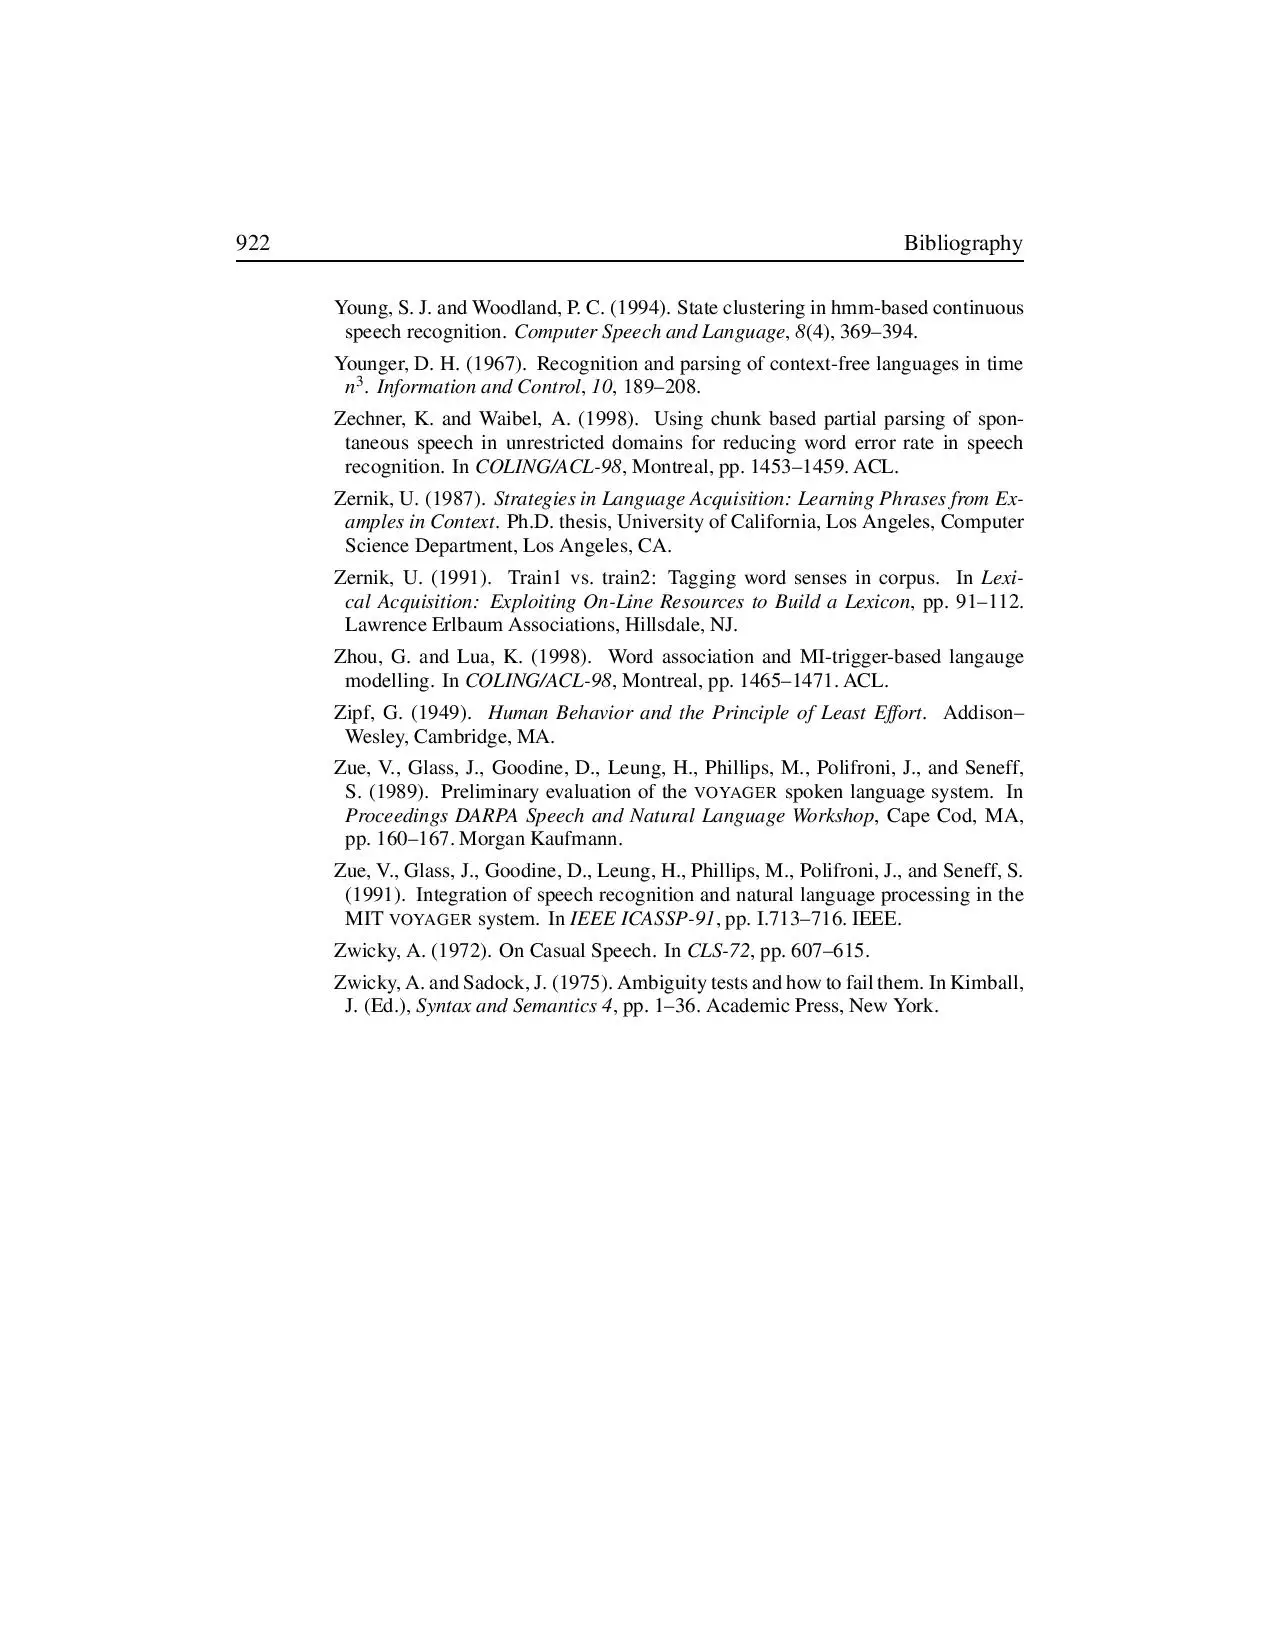 922 Bibliography
Young, S. J. and Woodland, P. C. (1994). State clustering in hmm-based continuous
speech recognition. Computer Speech and Language, 8(4), 369–394.
Younger, D. H. (1967). Recognition and parsing of context-free languages in time
n³. Information and Control, 10, 189–208.
Zechner, K. and Waibel, A. (1998). Using chunk based partial parsing of spon-
taneous speech in unrestricted domains for reducing word error rate in speech
recognition. In COLING/ACL-98, Montreal, pp. 1453–1459. ACL.
Zernik, U. (1987). Strategies in Language Acquisition: Learning Phrases from Ex-
amples in Context. Ph.D. thesis, University of California, Los Angeles, Computer
Science Department, Los Angeles, CA.
Zernik, U. (1991). Train1 vs. train2: Tagging word senses in corpus. In Lexi-
cal Acquisition: Exploiting On-Line Resources to Build a Lexicon, pp. 91–112.
Lawrence Erlbaum Associations, Hillsdale, NJ.
Zhou, G. and Lua, K. (1998). Word association and MI-trigger-based langauge
modelling. In COLING/ACL-98, Montreal, pp. 1465–1471. ACL.
Zipf, G. (1949). Human Behavior and the Principle of Least Effort. Addison–
Wesley, Cambridge, MA.
Zue, V., Glass, J., Goodine, D., Leung, H., Phillips, M., Polifroni, J., and Seneff,
S. (1989). Preliminary evaluation of the VOYAGER spoken language system. In
Proceedings DARPA Speech and Natural Language Workshop, Cape Cod, MA,
pp. 160–167. Morgan Kaufmann.
Zue, V., Glass, J., Goodine, D., Leung, H., Phillips, M., Polifroni, J., and Seneff, S.
(1991). Integration of speech recognition and natural language processing in the
MIT VOYAGER system. In IEEE ICASSP-91, pp. I.713–716. IEEE.
Zwicky, A. (1972). On Casual Speech. In CLS-72, pp. 607–615.
Zwicky, A. and Sadock, J. (1975). Ambiguity tests and how to fail them. In Kimball,
J. (Ed.), Syntax and Semantics 4, pp. 1–36. Academic Press, New York.